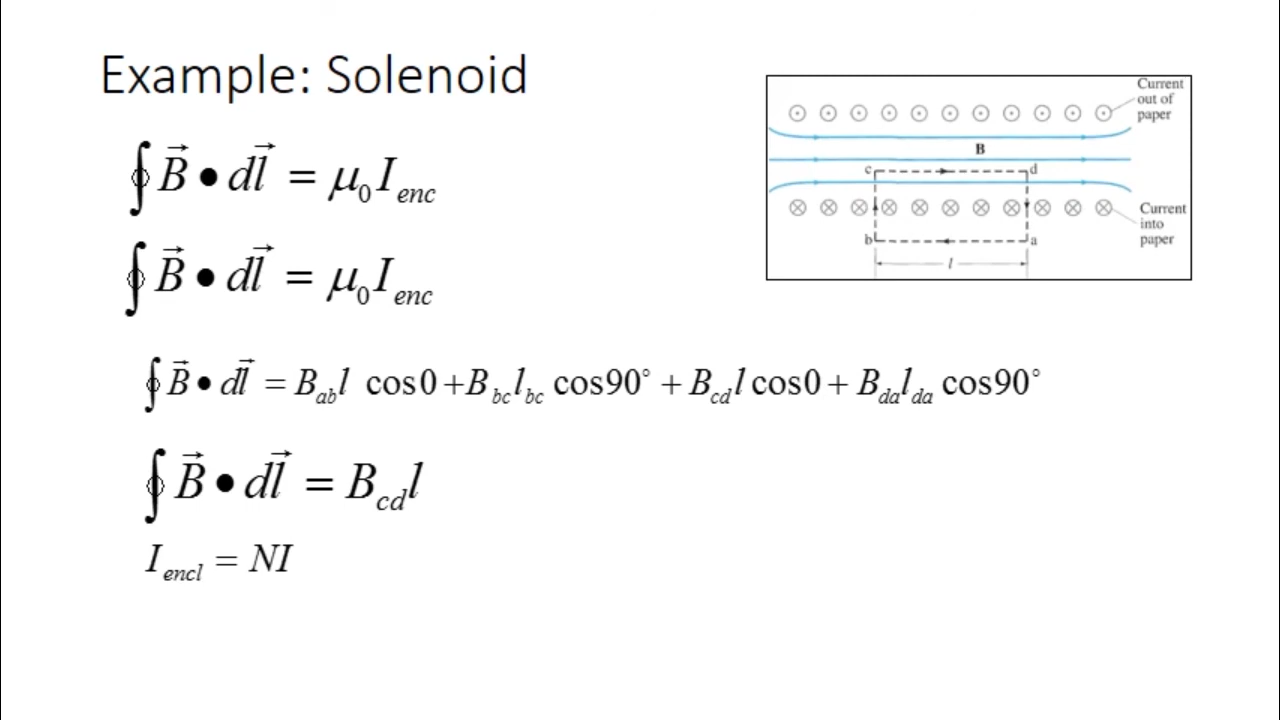 Example: Solenoid
∮ B⃗ • dl⃗ = μ₀I_enc
∮ B⃗ • dl⃗ = μ₀I_enc
∮ B⃗ • dl⃗ = B_ab l cos0 + B_bc l_bc cos90° + B_cd l cos0 + B_da l_da cos90°
∮ B⃗ • dl⃗ = B_cd l
I_encl = NI
Current
out of
paper
B
c
d
Current
into
paper
b
a
l